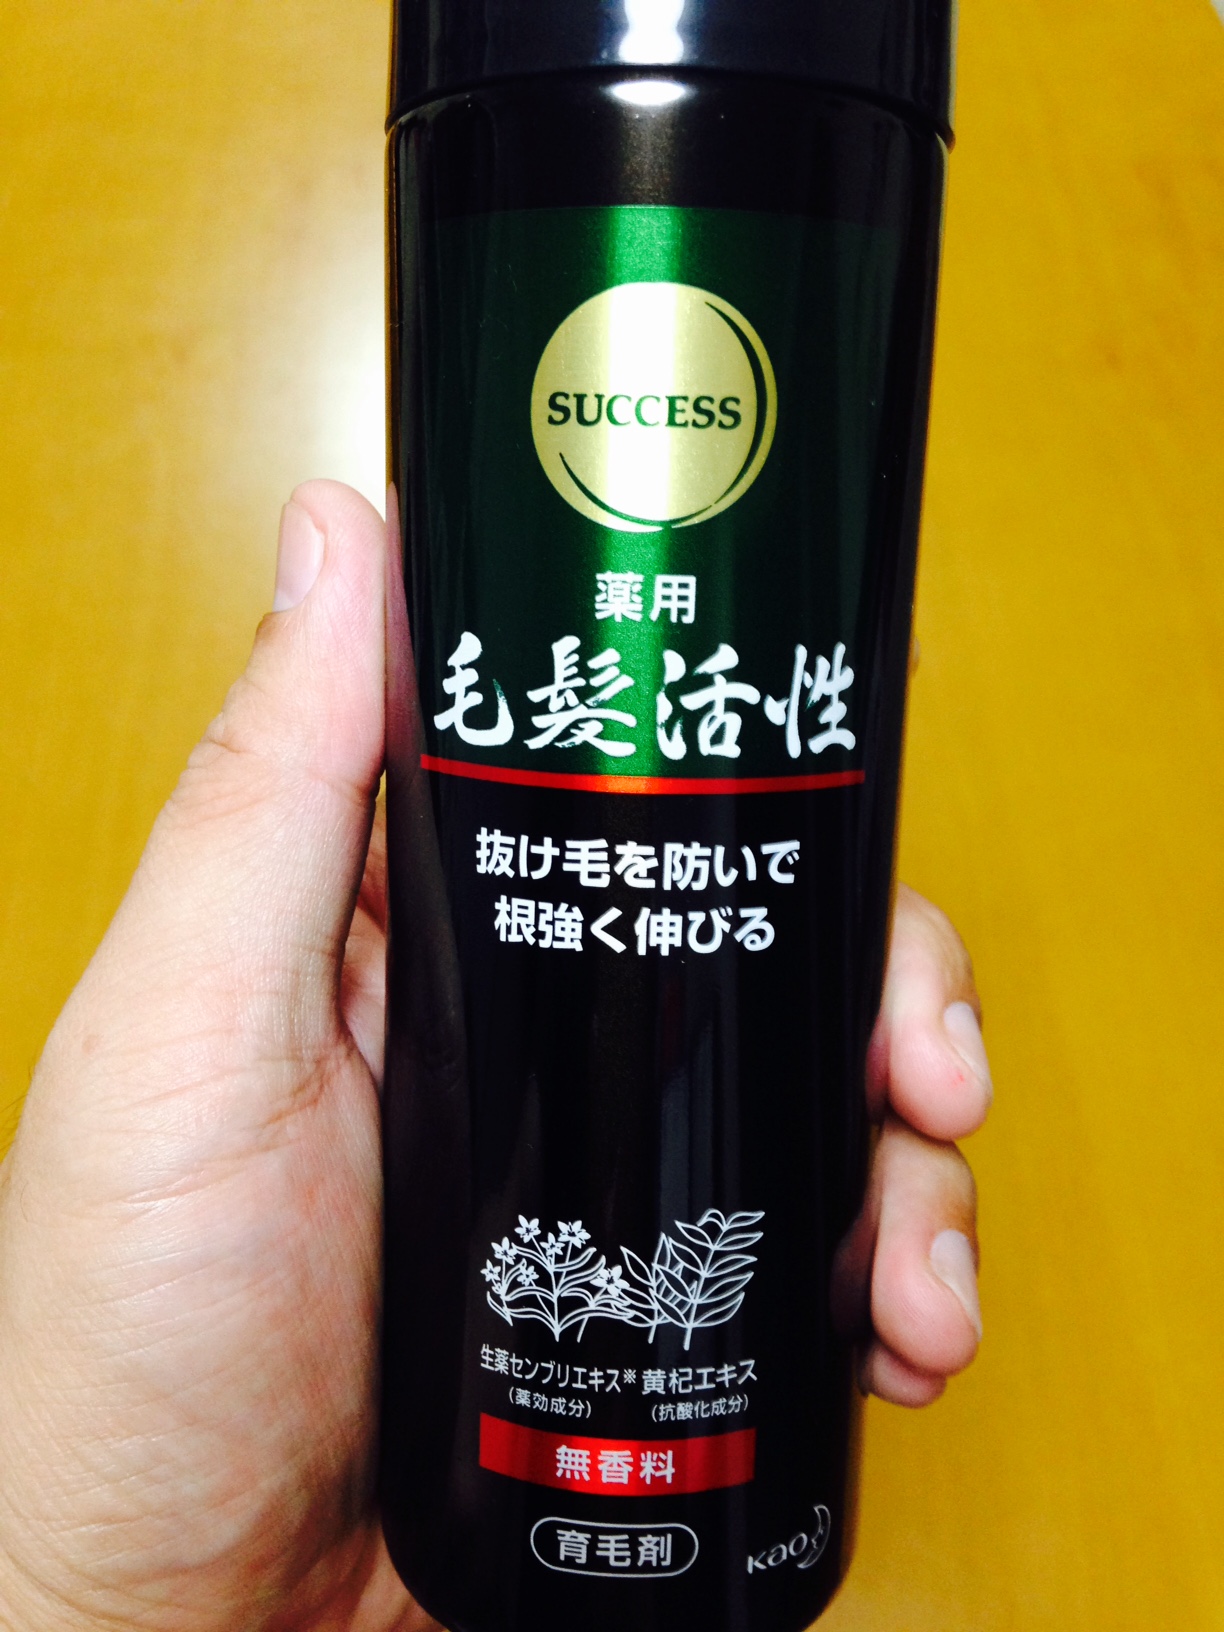 SUCCESS
薬用
毛髪活性
抜け毛を防いで
根強く伸びる
生薬センブリエキス※ 黄杞エキス
(薬効成分) (抗酸化成分)
無香料
育毛剤
Kao